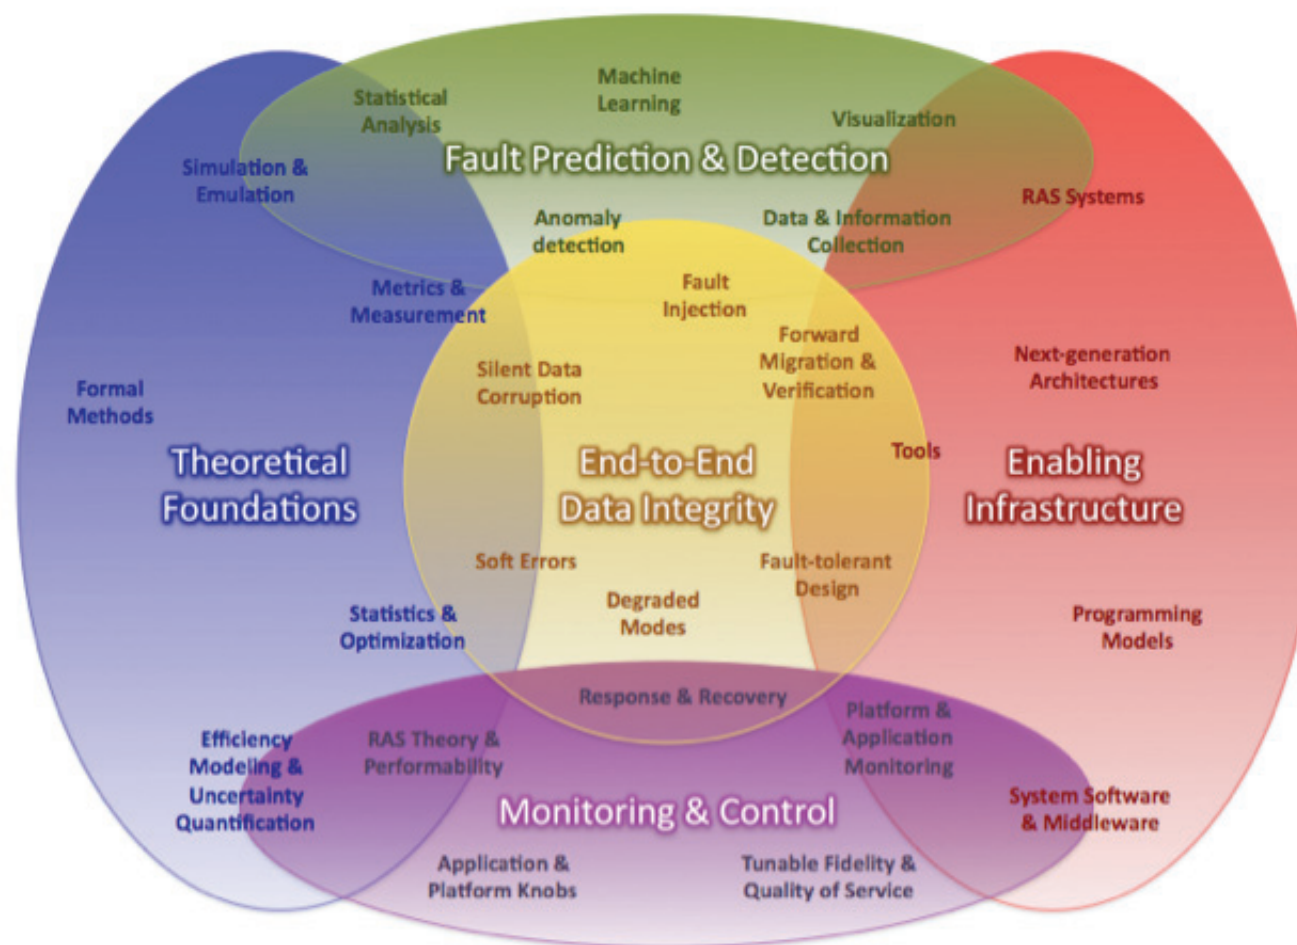 Machine
Learning
Statistical
Analysis
Visualization
Fault Prediction & Detection
Simulation &
Emulation
RAS Systems
Anomaly
detection
Data & Information
Collection
Metrics &
Measurement
Fault
Injection
Forward
Migration &
Verification
Silent Data
Corruption
Next-generation
Architectures
Formal
Methods
Theoretical
Foundations
End-to-End
Data Integrity
Tools
Enabling
Infrastructure
Soft Errors
Fault-tolerant
Design
Degraded
Modes
Statistics &
Optimization
Programming
Models
Response & Recovery
Platform &
Application
Monitoring
Efficiency
Modeling &
Uncertainty
Quantification
RAS Theory &
Performability
Monitoring & Control
System Software
& Middleware
Application &
Platform Knobs
Tunable Fidelity &
Quality of Service